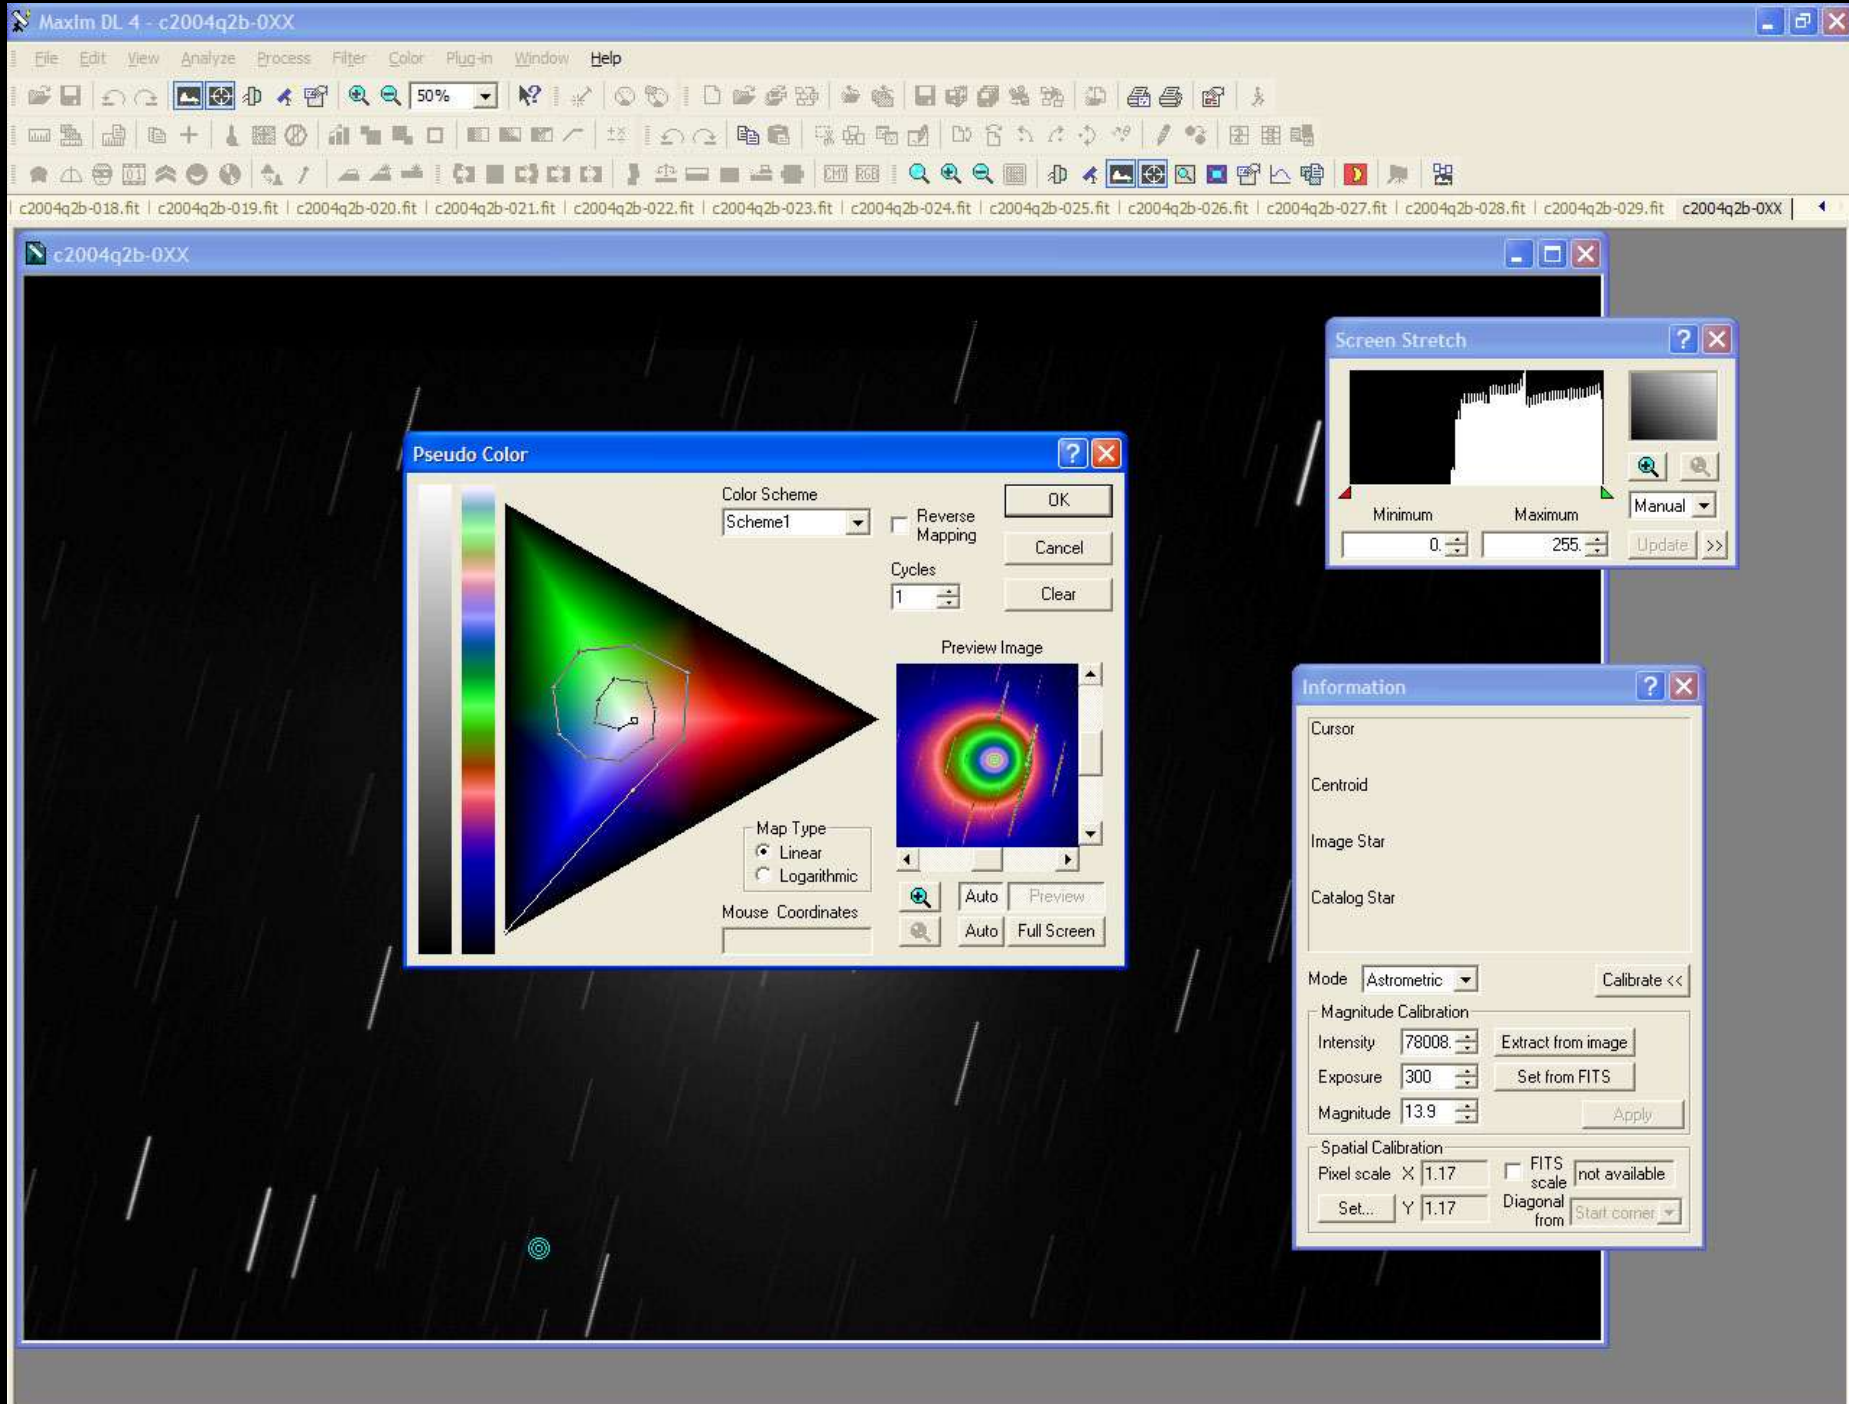 MaxIm DL 4 - c2004q2b-0XX
File Edit View Analyze Process Filter Color Plug-in Window Help
50%
CMY RGB
c2004q2b-018.fit c2004q2b-019.fit c2004q2b-020.fit c2004q2b-021.fit c2004q2b-022.fit c2004q2b-023.fit c2004q2b-024.fit c2004q2b-025.fit c2004q2b-026.fit c2004q2b-027.fit c2004q2b-028.fit c2004q2b-029.fit c2004q2b-0XX
c2004q2b-0XX
Screen Stretch
Minimum Maximum
Manual
0. 255.
Update >>
Pseudo Color
Color Scheme
Scheme1
Reverse
Mapping
OK
Cancel
Cycles
1
Clear
Preview Image
Map Type
Linear
Logarithmic
Mouse Coordinates
Auto Preview
Auto Full Screen
Information
Cursor
Centroid
Image Star
Catalog Star
Mode Astrometric Calibrate <<
Magnitude Calibration
Intensity 78008. Extract from image
Exposure 300 Set from FITS
Magnitude 13.9 Apply
Spatial Calibration
Pixel scale X 1.17 FITS scale not available
Set... Y 1.17 Diagonal from Start corner